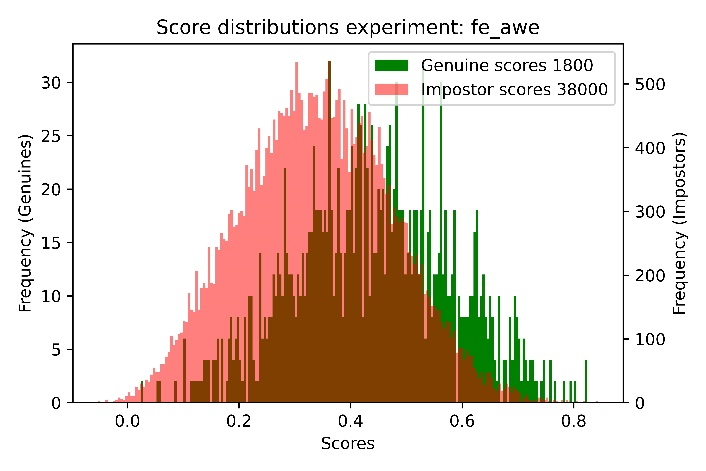 Score distributions experiment: fe_awe
Genuine scores 1800
Impostor scores 38000
Frequency (Genuines)
30
25
20
15
10
5
0
500
400
300
200
100
0
Frequency (Impostors)
0.0 0.2 0.4 0.6 0.8
Scores